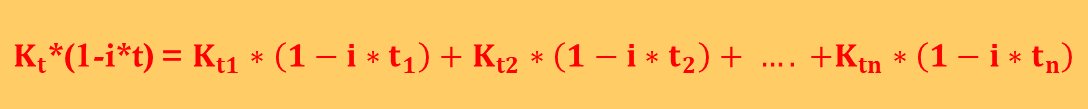 Kt*(1-i*t) = Kt1 ∗ (1 − i ∗ t1) + Kt2 ∗ (1 − i ∗ t2) + .... +Ktn ∗ (1 − i ∗ tn)